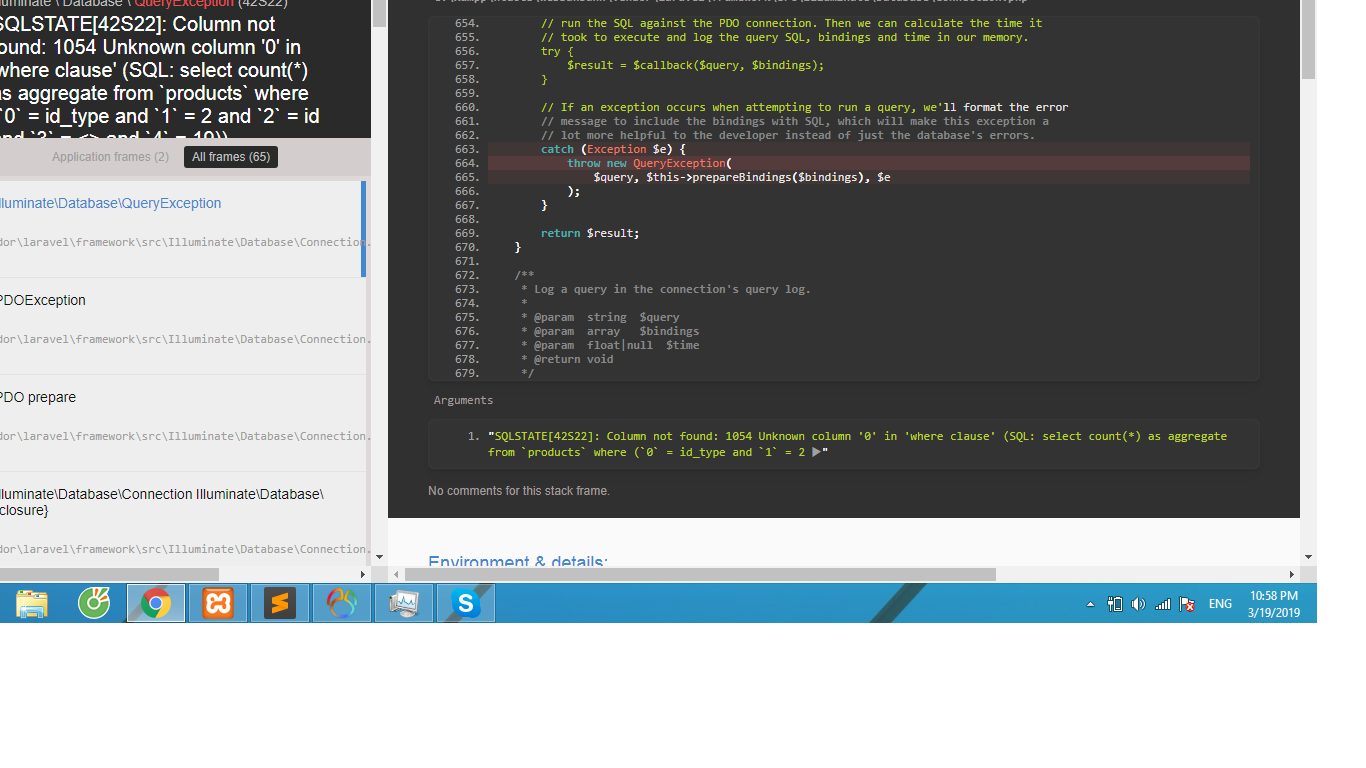 Illuminate \ Database \ QueryException (42S22)
SQLSTATE[42S22]: Column not
found: 1054 Unknown column '0' in
'where clause' (SQL: select count(*)
as aggregate from `products` where
(`0` = id_type and `1` = 2 and `2` = id
and `3` = <> and `4` = 19))
Application frames (2) All frames (65)
Illuminate\Database\QueryException
dor\laravel\framework\src\Illuminate\Database\Connection.
PDOException
dor\laravel\framework\src\Illuminate\Database\Connection.
PDO prepare
dor\laravel\framework\src\Illuminate\Database\Connection.
Illuminate\Database\Connection Illuminate\Database\
closure}
dor\laravel\framework\src\Illuminate\Database\Connection.
654. // run the SQL against the PDO connection. Then we can calculate the time it
655. // took to execute and log the query SQL, bindings and time in our memory.
656. try {
657. $result = $callback($query, $bindings);
658. }
659.
660. // If an exception occurs when attempting to run a query, we'll format the error
661. // message to include the bindings with SQL, which will make this exception a
662. // lot more helpful to the developer instead of just the database's errors.
663. catch (Exception $e) {
664. throw new QueryException(
665. $query, $this->prepareBindings($bindings), $e
666. );
667. }
668.
669. return $result;
670. }
671.
672. /**
673. * Log a query in the connection's query log.
674. *
675. * @param string $query
676. * @param array $bindings
677. * @param float|null $time
678. * @return void
679. */
Arguments
1. "SQLSTATE[42S22]: Column not found: 1054 Unknown column '0' in 'where clause' (SQL: select count(*) as aggregate
from `products` where (`0` = id_type and `1` = 2 ▶"
No comments for this stack frame.
Environment & details:
ENG
10:58 PM
3/19/2019